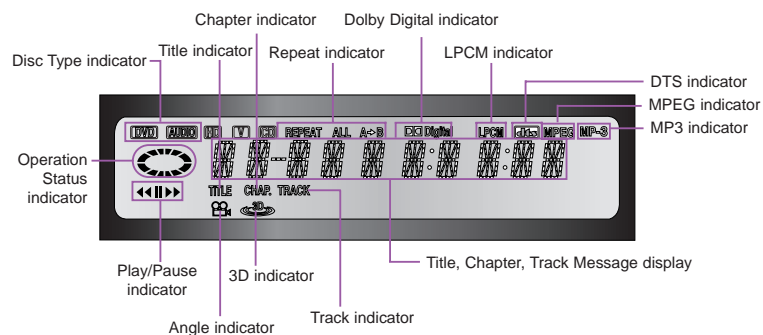 Chapter indicator
Dolby Digital indicator
Title indicator
Repeat indicator
LPCM indicator
Disc Type indicator
DTS indicator
MPEG indicator
MP3 indicator
DVD AUDIO CD V CD REPEAT ALL A→B Digital LPCM dts MPEG MP-3
Operation
Status
indicator
TITLE CHAP. TRACK
3D
Play/Pause
indicator
3D indicator
Title, Chapter, Track Message display
Angle indicator
Track indicator